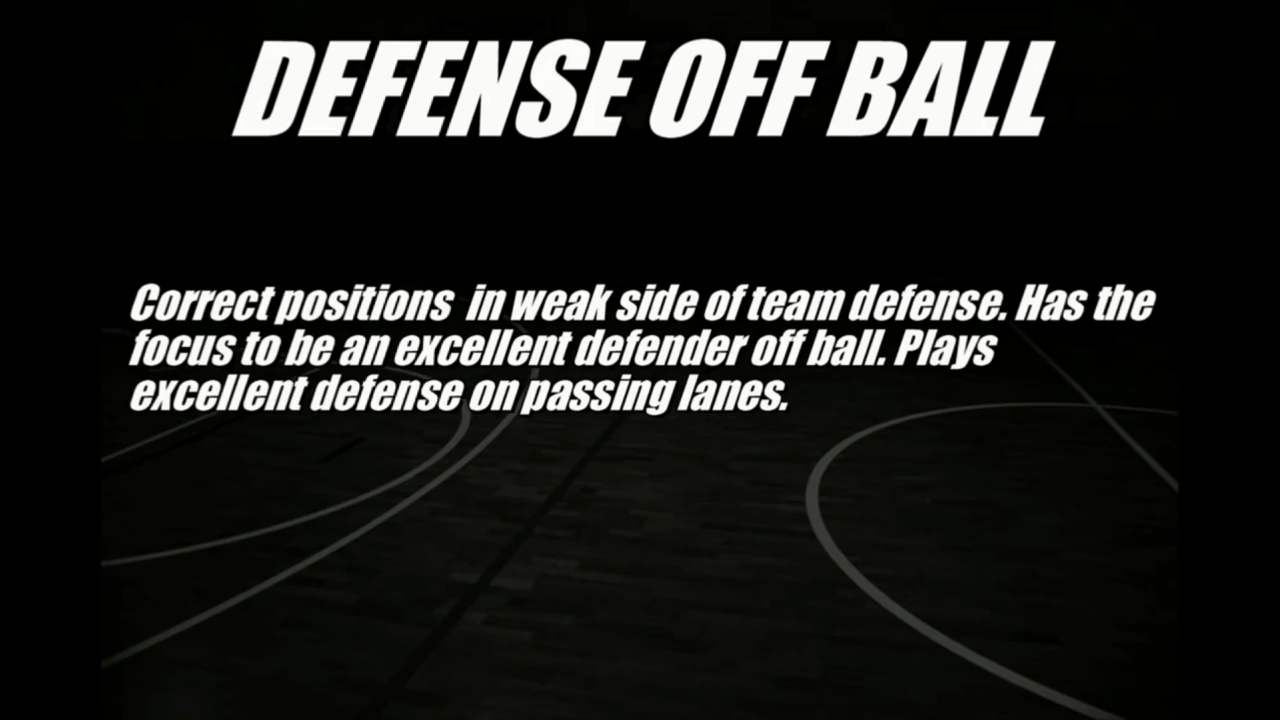 DEFENSE OFF BALL
Correct positions  in weak side of team defense. Has the
focus to be an excellent defender off ball. Plays
excellent defense on passing lanes.